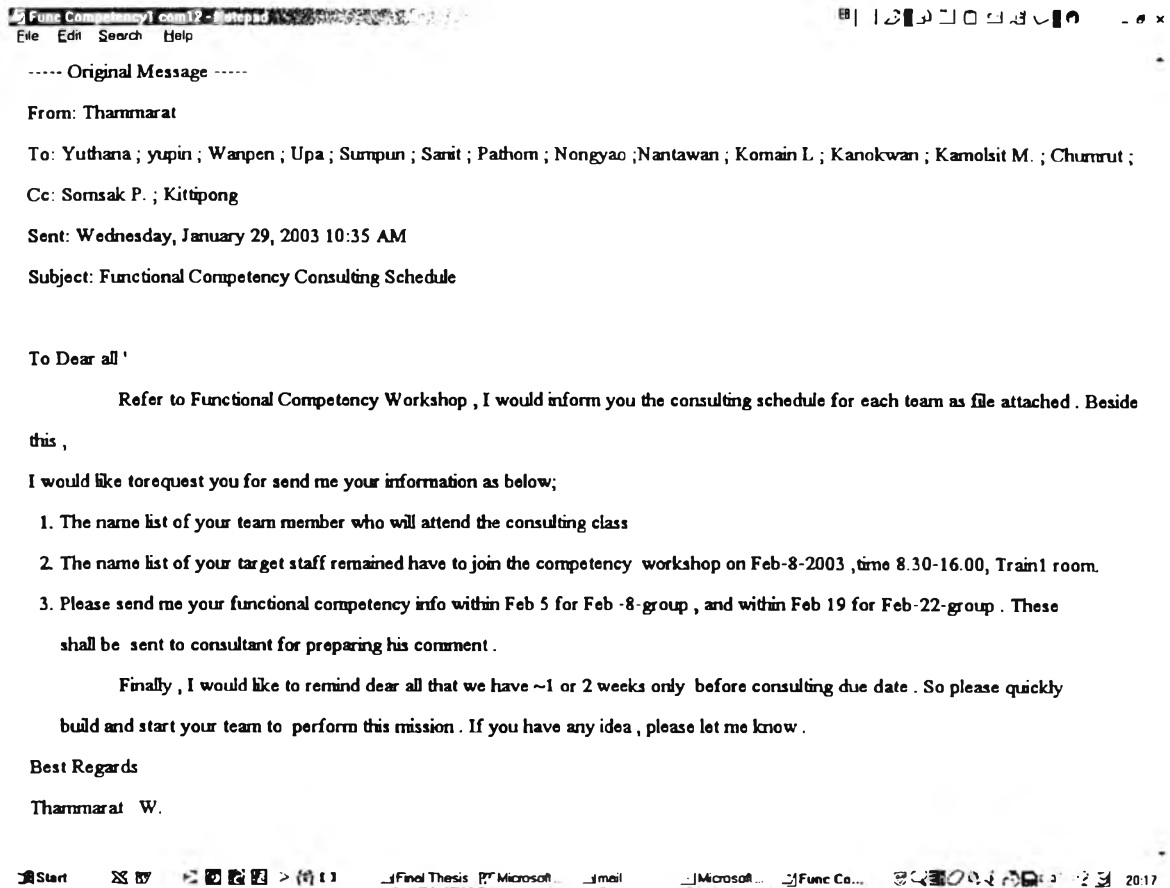 Func Competency1 com12 - Notepad
File Edit Search Help
----- Original Message -----
From: Thammarat
To: Yuthana ; yupin ; Wanpen ; Upa ; Sumpun ; Sanit ; Pathom ; Nongyao ;Nantawan ; Komain L ; Kanokwan ; Kamolsit M. ; Chumrut ;
Cc: Somsak P. ; Kittipong
Sent: Wednesday, January 29, 2003 10:35 AM
Subject: Functional Competency Consulting Schedule
To Dear all '
Refer to Functional Competency Workshop , I would inform you the consulting schedule for each team as file attached . Beside
this ,
I would like torequest you for send me your information as below;
1. The name list of your team member who will attend the consulting class
2. The name list of your target staff remained have to join the competency workshop on Feb-8-2003 ,time 8.30-16.00, Train1 room.
3. Please send me your functional competency info within Feb 5 for Feb -8-group , and within Feb 19 for Feb-22-group . These
shall be sent to consultant for preparing his comment .
Finally , I would like to remind dear all that we have ~1 or 2 weeks only before consulting due date . So please quickly
build and start your team to perform this mission . If you have any idea , please let me know .
Best Regards
Thammarat W.
Start Final Thesis Microsoft... mail Microsoft... Func Co... 20:17